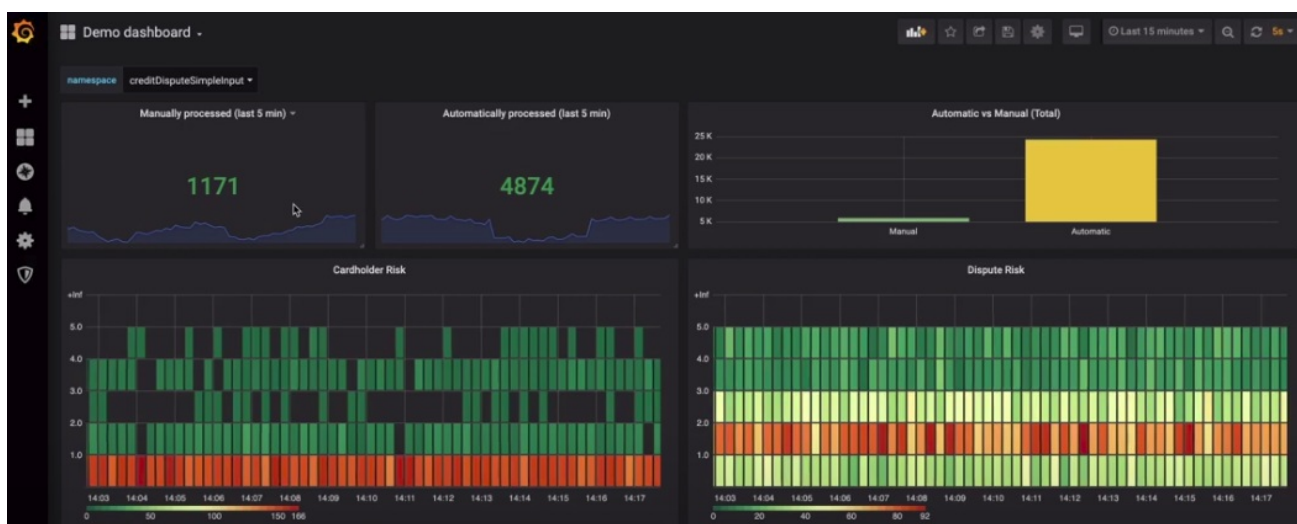 Demo dashboard
Last 15 minutes
5s
namespace creditDisputeSimpleInput
Manually processed (last 5 min)
1171
Automatically processed (last 5 min)
4874
Automatic vs Manual (Total)
25 K
20 K
15 K
10 K
5 K
Manual Automatic
Cardholder Risk
+Inf
5.0
4.0
3.0
2.0
1.0
14:03 14:04 14:05 14:06 14:07 14:08 14:09 14:10 14:11 14:12 14:13 14:14 14:15 14:16 14:17
0 50 100 150 166
Dispute Risk
+Inf
5.0
4.0
3.0
2.0
1.0
14:03 14:04 14:05 14:06 14:07 14:08 14:09 14:10 14:11 14:12 14:13 14:14 14:15 14:16 14:17
0 20 40 60 80 92